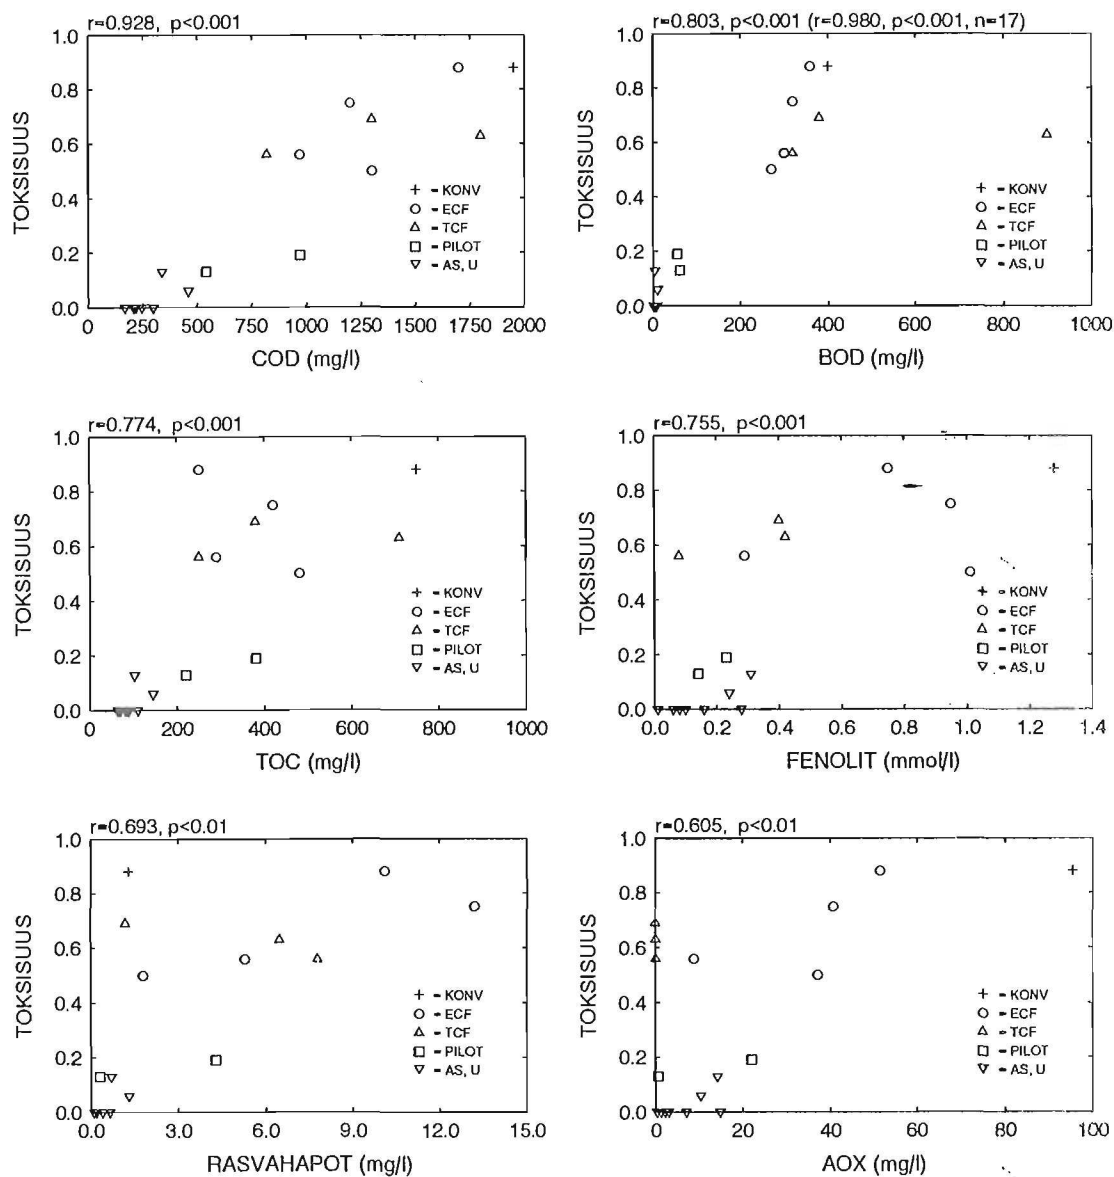 r=0.928, p<0.001
1.0
0.8
0.6
0.4
0.2
0.0
TOKSISUUS
+ - KONV
○ - ECF
△ - TCF
□ - PILOT
▽ - AS, U
0 250 500 750 1000 1250 1500 1750 2000
COD (mg/l)
r=0.803, p<0.001 (r=0.980, p<0.001, n=17)
1.0
0.8
0.6
0.4
0.2
0.0
TOKSISUUS
+ - KONV
○ - ECF
△ - TCF
□ - PILOT
▽ - AS, U
0 200 400 600 800 1000
BOD (mg/l)
r=0.774, p<0.001
1.0
0.8
0.6
0.4
0.2
0.0
TOKSISUUS
+ - KONV
○ - ECF
△ - TCF
□ - PILOT
▽ - AS, U
0 200 400 600 800 1000
TOC (mg/l)
r=0.755, p<0.001
1.0
0.8
0.6
0.4
0.2
0.0
TOKSISUUS
+ - KONV
○ - ECF
△ - TCF
□ - PILOT
▽ - AS, U
0.0 0.2 0.4 0.6 0.8 1.0 1.2 1.4
FENOLIT (mmol/l)
r=0.693, p<0.01
1.0
0.8
0.6
0.4
0.2
0.0
TOKSISUUS
+ - KONV
○ - ECF
△ - TCF
□ - PILOT
▽ - AS, U
0.0 3.0 6.0 9.0 12.0 15.0
RASVAHAPOT (mg/l)
r=0.605, p<0.01
1.0
0.8
0.6
0.4
0.2
0.0
TOKSISUUS
+ - KONV
○ - ECF
△ - TCF
□ - PILOT
▽ - AS, U
0 20 40 60 80 100
AOX (mg/l)